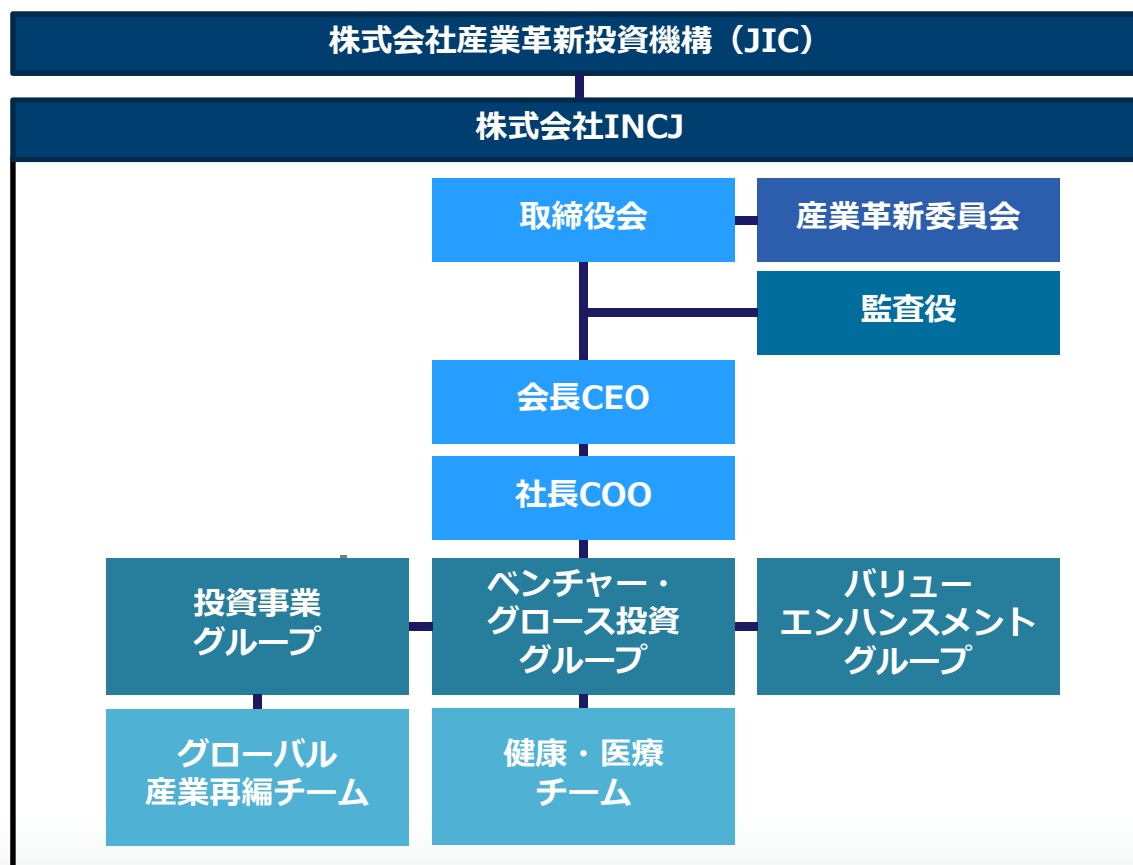 株式会社産業革新投資機構（JIC）
株式会社INCJ
取締役会
産業革新委員会
監査役
会長CEO
社長COO
投資事業
グループ
ベンチャー・
グロース投資
グループ
バリュー
エンハンスメント
グループ
グローバル
産業再編チーム
健康・医療
チーム